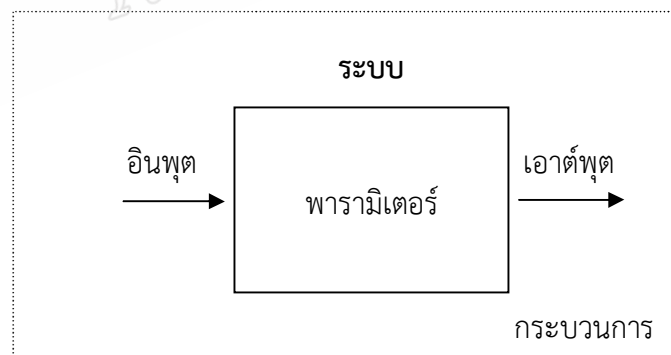 ระบบ
อินพุต
พารามิเตอร์
เอาต์พุต
กระบวนการ